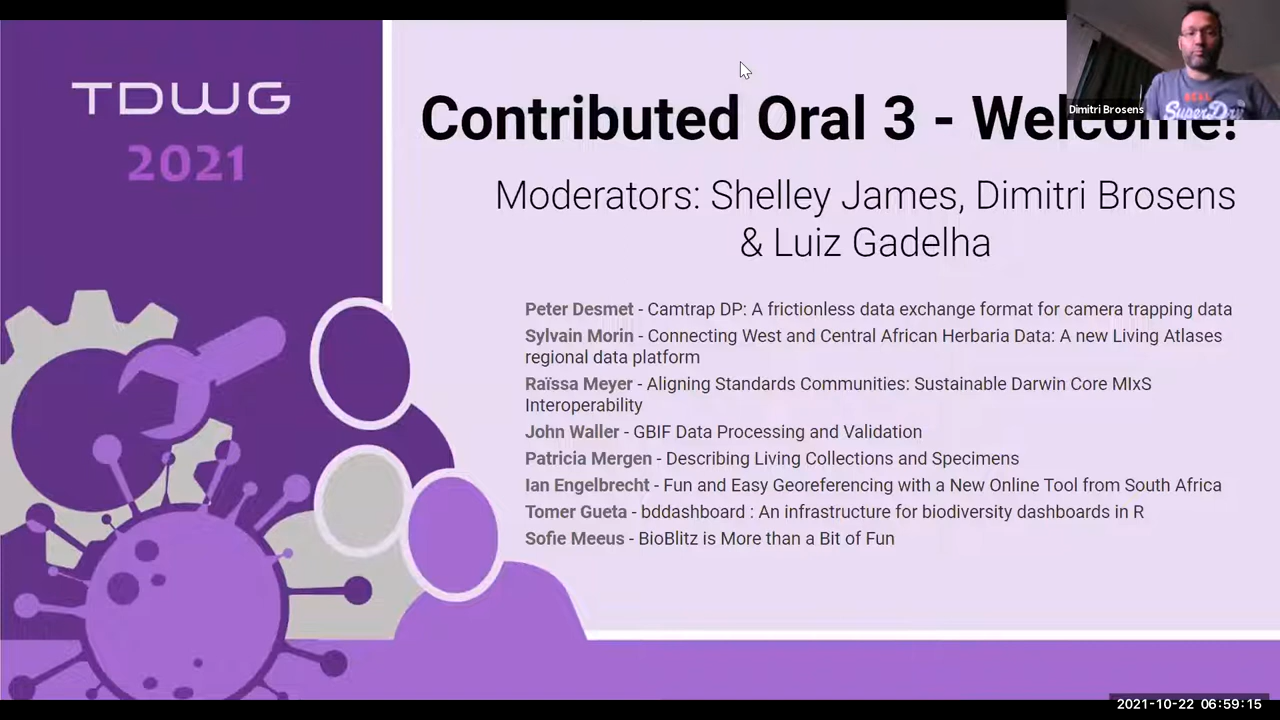 TDWG
2021
Contributed Oral 3 - Welcome!
Moderators: Shelley James, Dimitri Brosens
& Luiz Gadelha
Peter Desmet - Camtrap DP: A frictionless data exchange format for camera trapping data
Sylvain Morin - Connecting West and Central African Herbaria Data: A new Living Atlases
regional data platform
Raïssa Meyer - Aligning Standards Communities: Sustainable Darwin Core MIxS
Interoperability
John Waller - GBIF Data Processing and Validation
Patricia Mergen - Describing Living Collections and Specimens
Ian Engelbrecht - Fun and Easy Georeferencing with a New Online Tool from South Africa
Tomer Gueta - bddashboard : An infrastructure for biodiversity dashboards in R
Sofie Meeus - BioBlitz is More than a Bit of Fun
Dimitri Brosens
2021-10-22 06:59:15